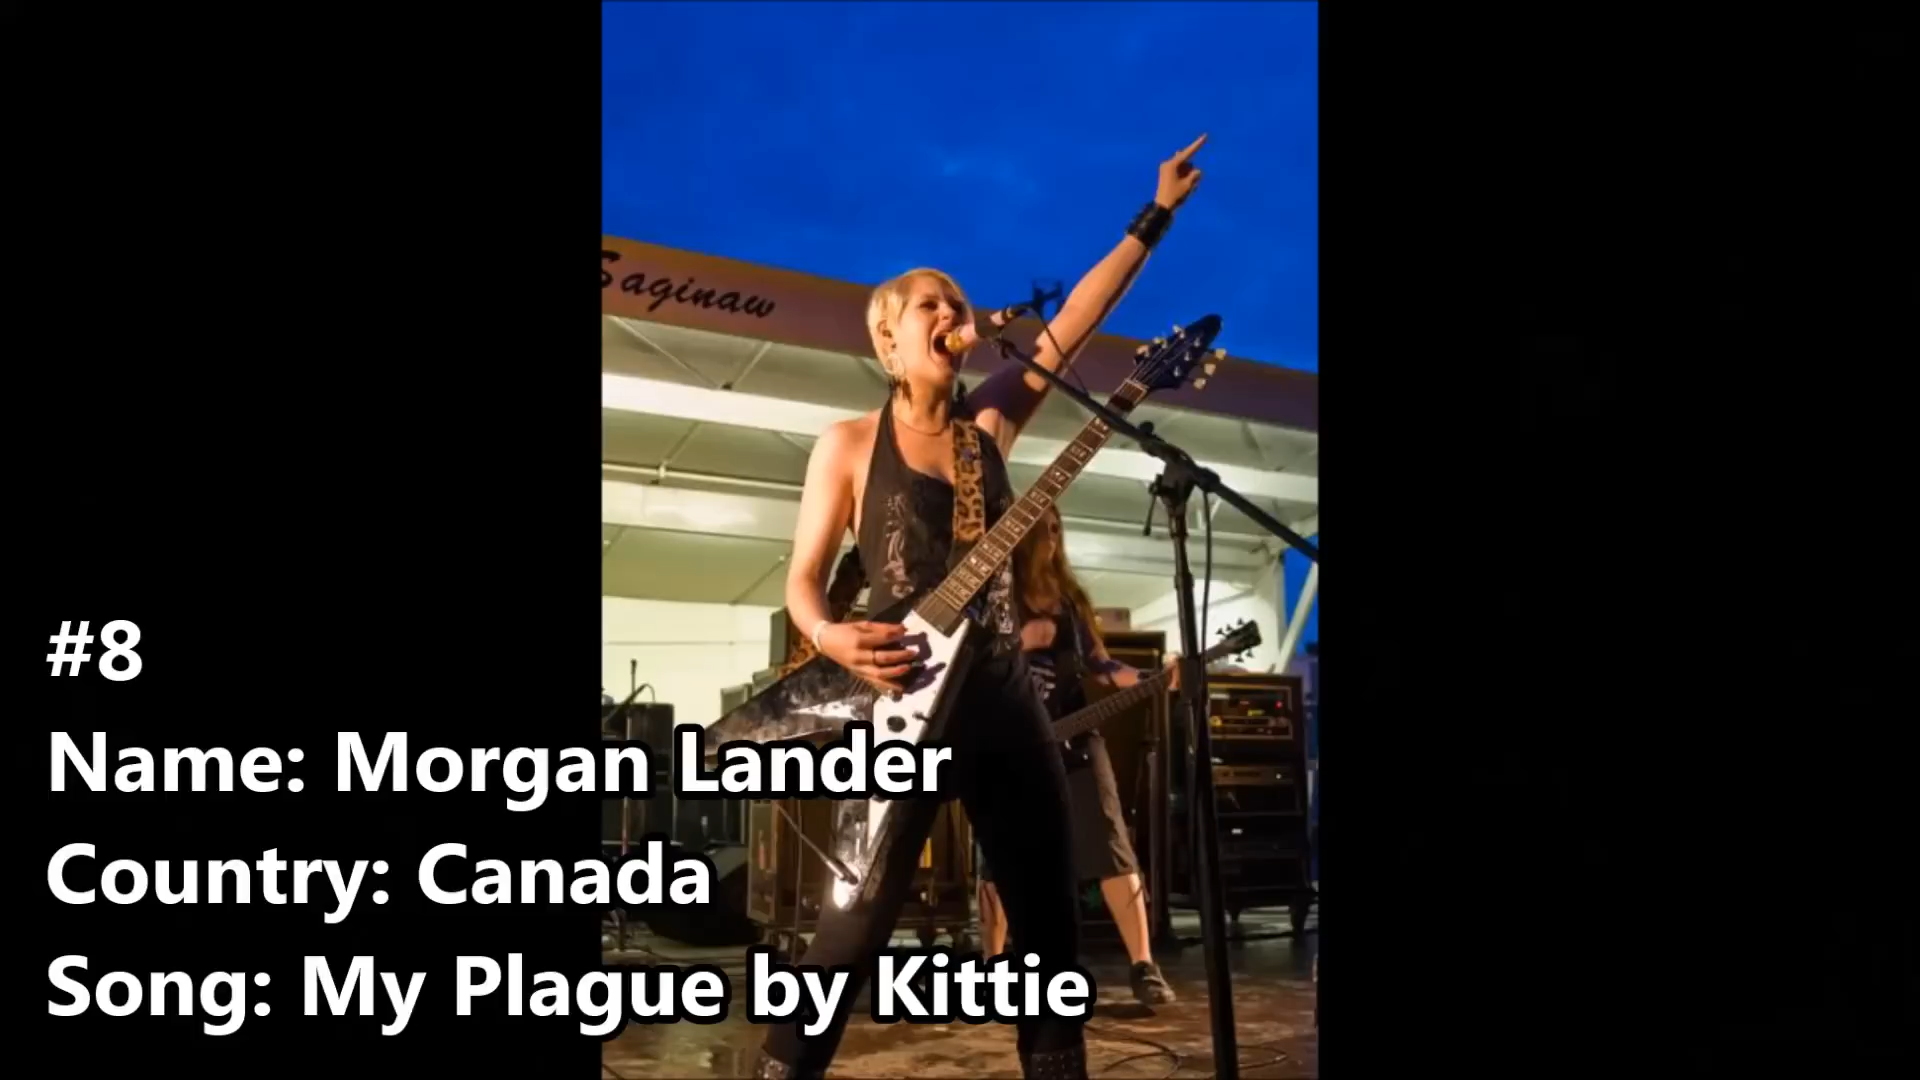 Saginaw
#8
Name: Morgan Lander
Country: Canada
Song: My Plague by Kittie